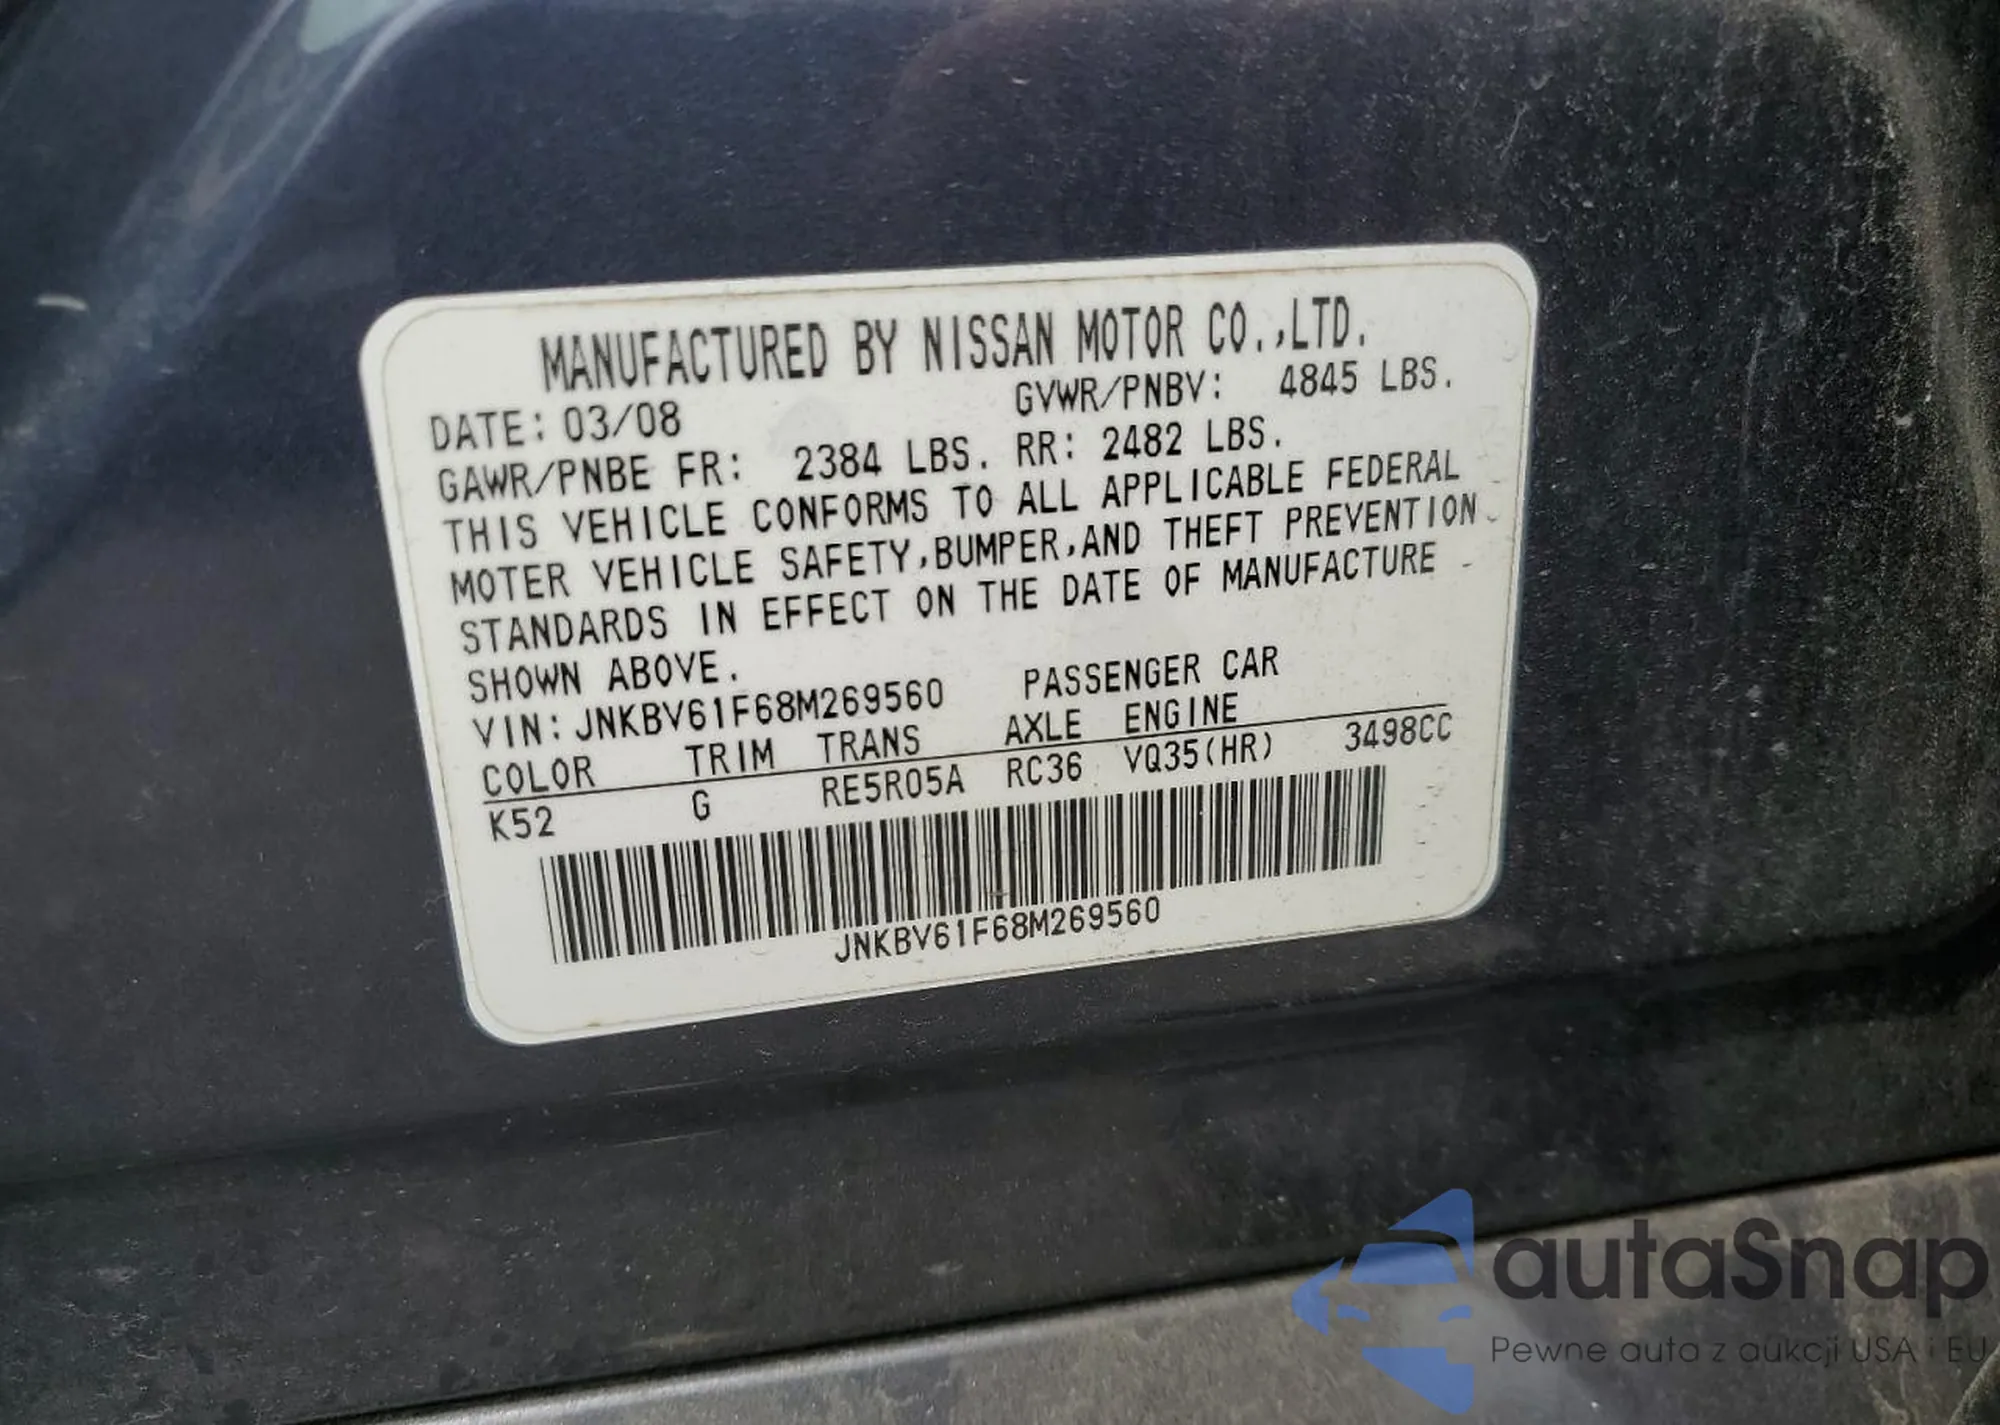 MANUFACTURED BY NISSAN MOTOR CO.,LTD.
DATE: 03/08 GVWR/PNBV: 4845 LBS.
GAWR/PNBE FR: 2384 LBS. RR: 2482 LBS.
THIS VEHICLE CONFORMS TO ALL APPLICABLE FEDERAL
MOTER VEHICLE SAFETY,BUMPER,AND THEFT PREVENTION
STANDARDS IN EFFECT ON THE DATE OF MANUFACTURE
SHOWN ABOVE.
VIN: JNKBV61F68M269560 PASSENGER CAR
COLOR TRIM TRANS AXLE ENGINE
K52 G RE5R05A RC36 VQ35(HR) 3498CC
JNKBV61F68M269560
autaSnap
Pewne auta z aukcji USA i EU